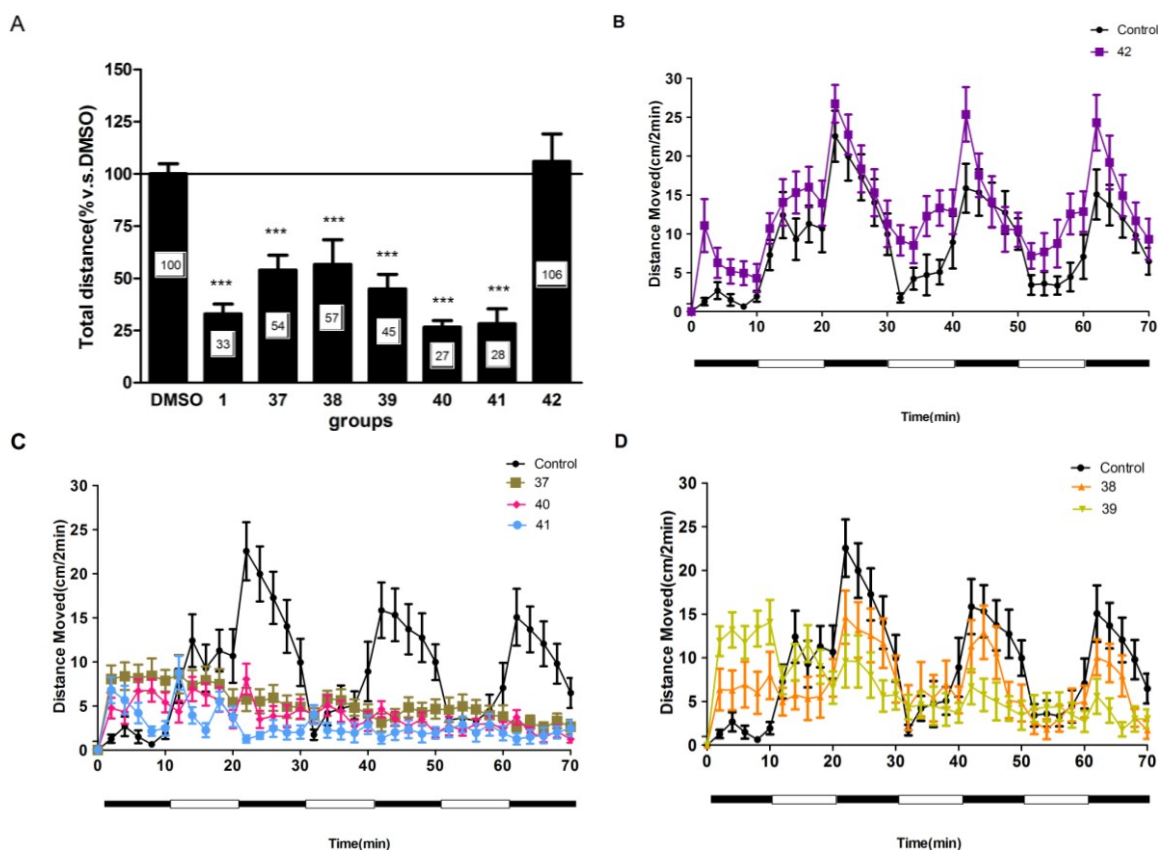 A
Total distance(% v.s.DMSO)
150
125
100
75
50
25
0
100
***
33
***
54
***
57
***
45
***
27
***
28
106
DMSO 1 37 38 39 40 41 42
groups
B
Control
42
Distance Moved(cm/2min)
30
25
20
15
10
5
0
0 10 20 30 40 50 60 70
Time(min)
C
Control
37
40
41
Distance Moved(cm/2min)
30
25
20
15
10
5
0
0 10 20 30 40 50 60 70
Time(min)
D
Control
38
39
Distance Moved(cm/2min)
30
25
20
15
10
5
0
0 10 20 30 40 50 60 70
Time(min)